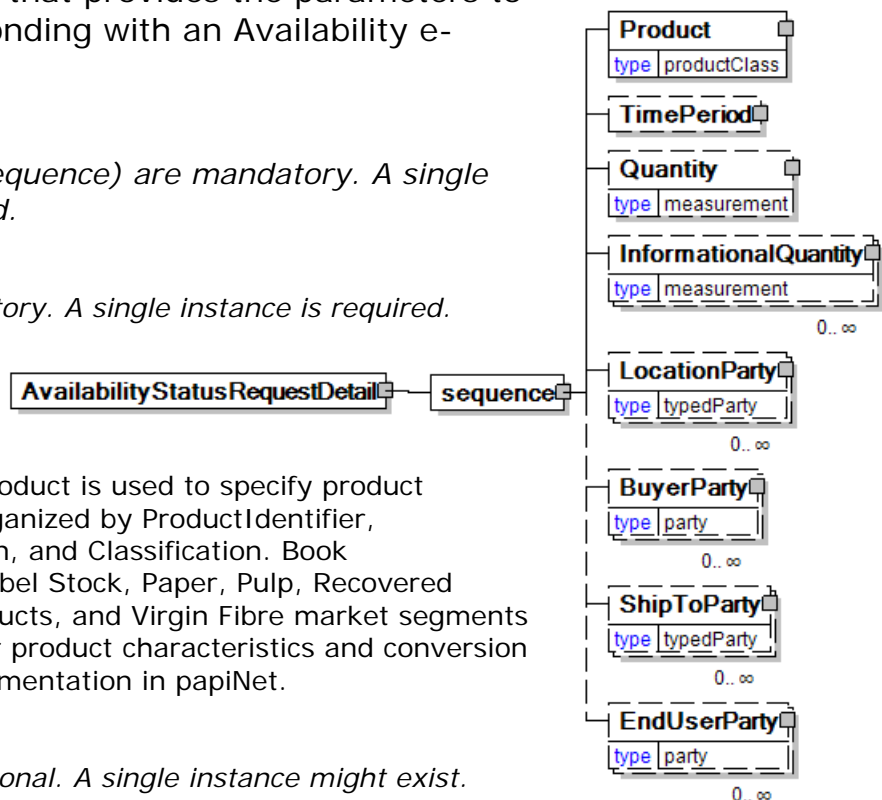 that provides the parameters to
onding with an Availability e-
equence) are mandatory. A single
d.
tory. A single instance is required.
oduct is used to specify product
ganized by ProductIdentifier,
n, and Classification. Book
bel Stock, Paper, Pulp, Recovered
ucts, and Virgin Fibre market segments
r product characteristics and conversion
mentation in papiNet.
onal. A single instance might exist.
AvailabilityStatusRequestDetail
sequence
Product
type productClass
TimePeriod
Quantity
type measurement
InformationalQuantity
type measurement
0.. ∞
LocationParty
type typedParty
0.. ∞
BuyerParty
type party
0.. ∞
ShipToParty
type typedParty
0.. ∞
EndUserParty
type party
0.. ∞